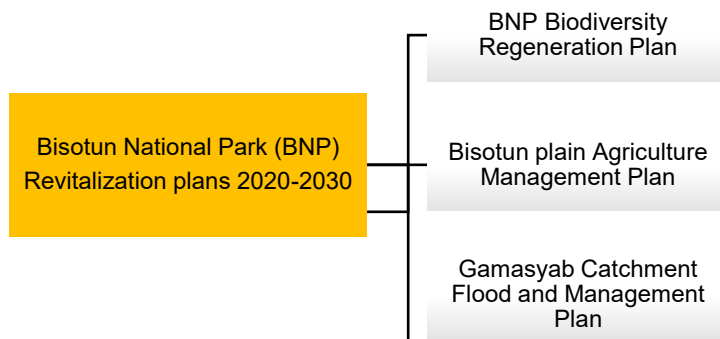 BNP Biodiversity
Regeneration Plan
Bisotun National Park (BNP)
Revitalization plans 2020-2030
Bisotun plain Agriculture
Management Plan
Gamasyab Catchment
Flood and Management
Plan